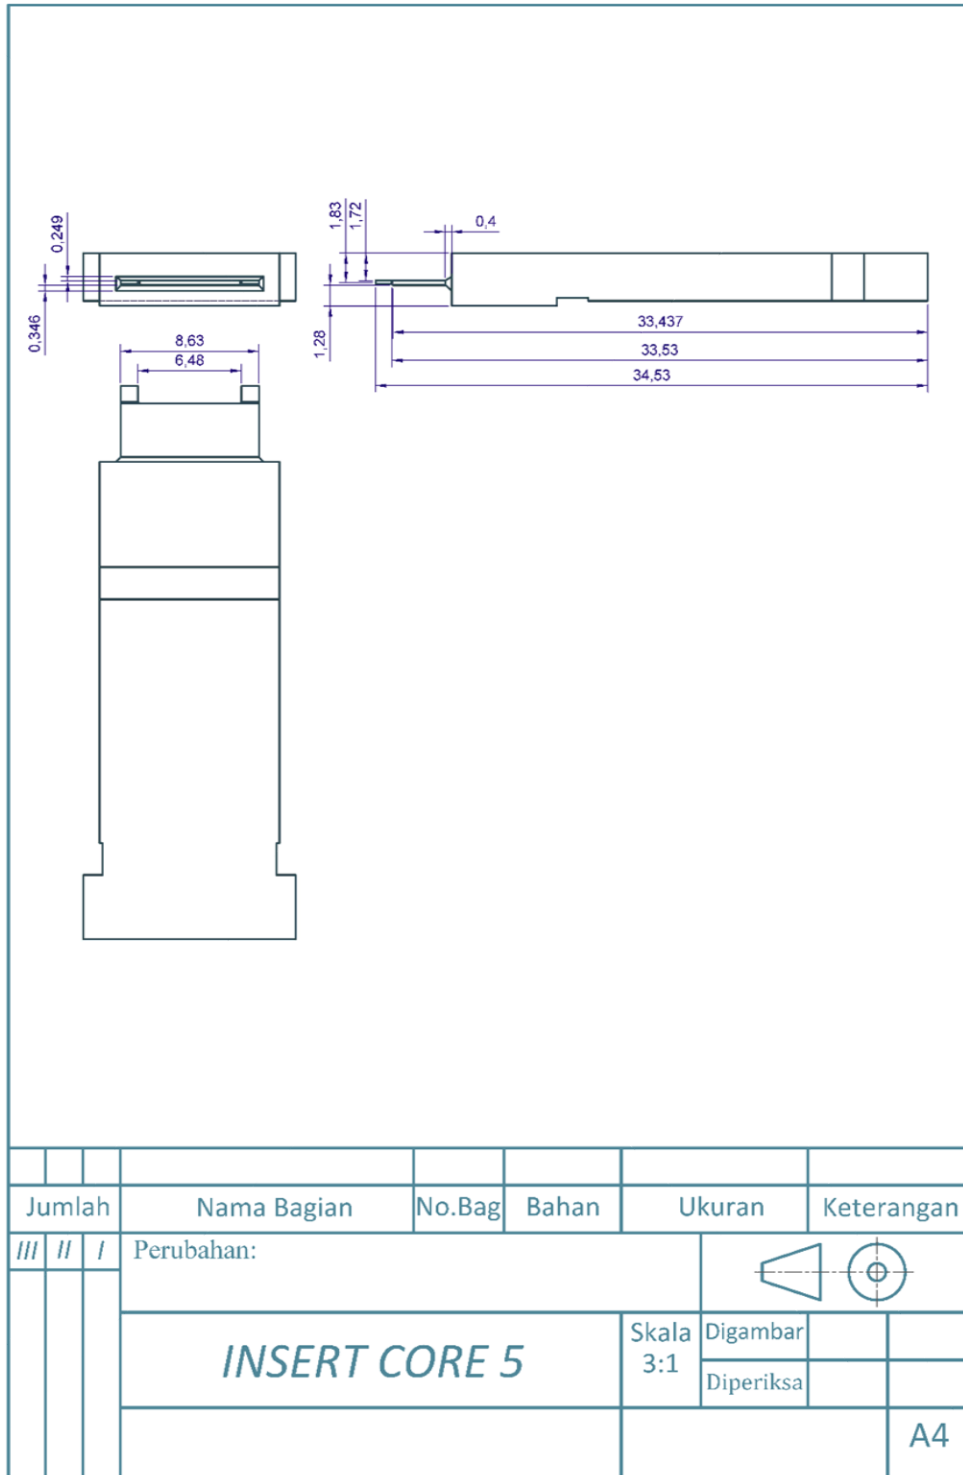 0,249
0,346
1,83
1,72
0,4
1,28
33,437
33,53
34,53
8,63
6,48
Jumlah
Nama Bagian
No.Bag
Bahan
Ukuran
Keterangan
III II I
Perubahan:
INSERT CORE 5
Skala
3:1
Digambar
Diperiksa
A4